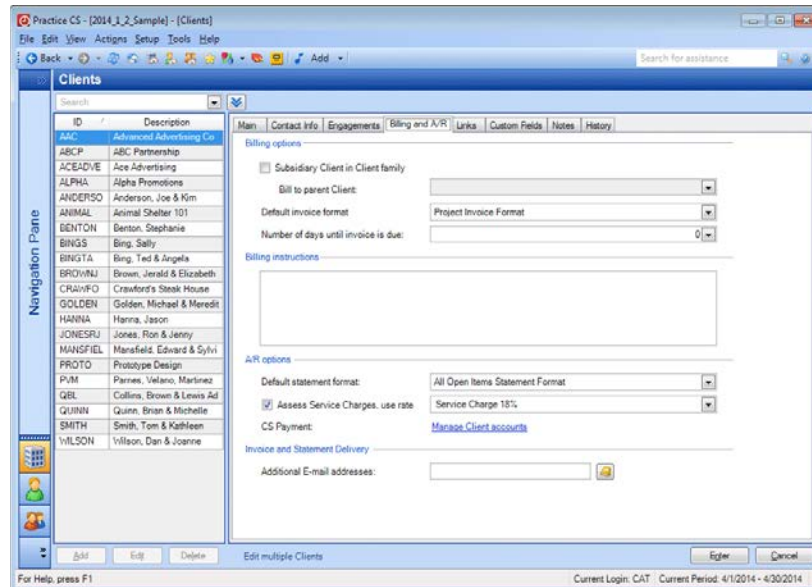 Practice CS - [2014_1_2_Sample] - [Clients]
File Edit View Actions Setup Tools Help
Back Add Search for assistance
Clients
Navigation Pane
Search
ID Description
AAC Advanced Advertising Co
ABCP ABC Partnership
ACEADVE Ace Advertising
ALPHA Alpha Promotions
ANDERSO Anderson, Joe & Kim
ANIMAL Animal Shelter 101
BENTON Benton, Stephanie
BINGS Bing, Sally
BINGTA Bing, Ted & Angela
BROWNJ Brown, Jerald & Elizabeth
CRAWFO Crawford's Steak House
GOLDEN Golden, Michael & Meredit
HANNA Hanna, Jason
JONESRJ Jones, Ron & Jenny
MANSFIEL Mansfield, Edward & Sylvi
PROTO Prototype Design
PVM Parnes, Velano, Martinez
QBL Collins, Brown & Lewis Ad
QUINN Quinn, Brian & Michelle
SMITH Smith, Tom & Kathleen
WILSON Wilson, Dan & Joanne
Main Contact Info Engagements Billing and A/R Links Custom Fields Notes History
Billing options
Subsidiary Client in Client family
Bill to parent Client:
Default invoice format Project Invoice Format
Number of days until invoice is due: 0
Billing instructions
A/R options
Default statement format: All Open Items Statement Format
Assess Service Charges, use rate Service Charge 18%
CS Payment: Manage Client accounts
Invoice and Statement Delivery
Additional E-mail addresses:
Add Edit Delete Edit multiple Clients Enter Cancel
For Help, press F1 Current Login: CAT Current Period: 4/1/2014 - 4/30/2014